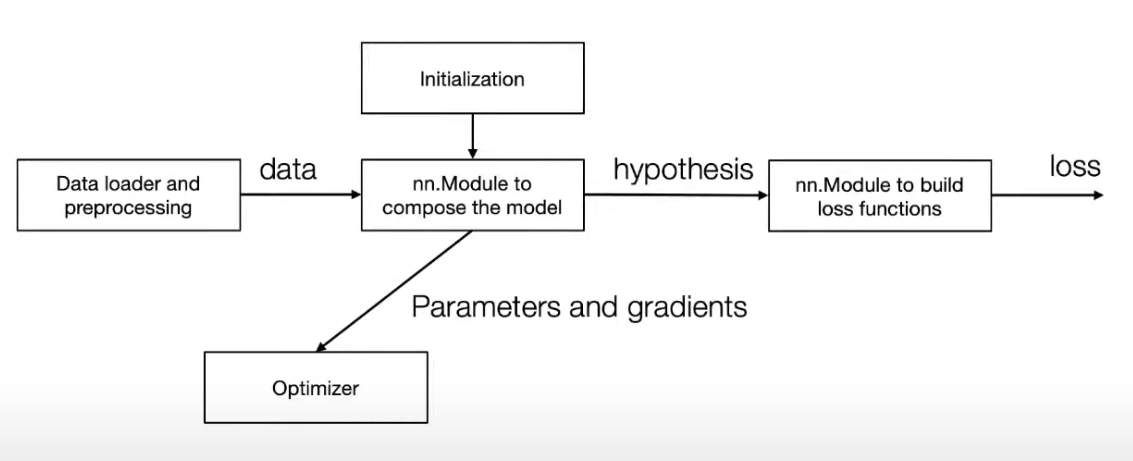 Initialization
Data loader and
preprocessing
data
nn.Module to
compose the model
hypothesis
nn.Module to build
loss functions
loss
Parameters and gradients
Optimizer